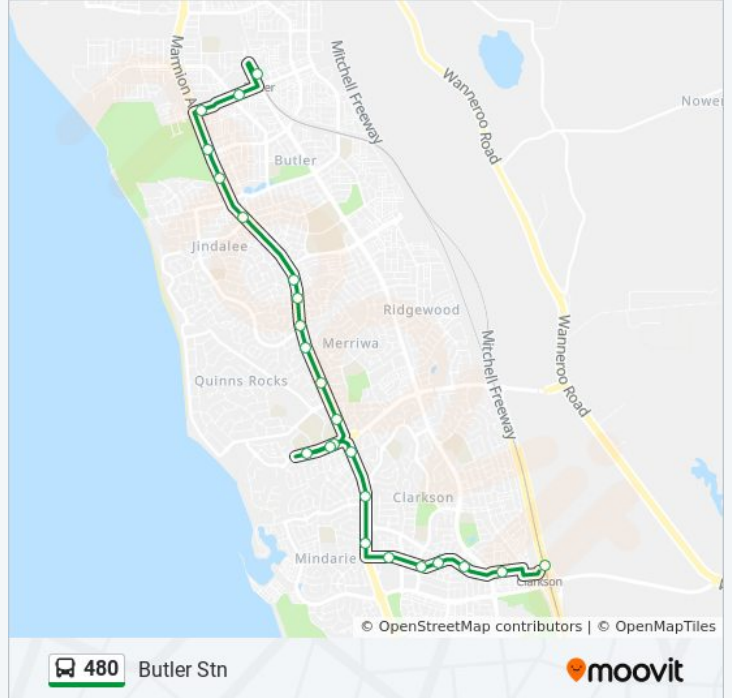 Marmion A
Mitchell Freeway
Wanneroo Road
Nower
er
Butler
Jindalee
Ridgewood
Wanneroo Road
Merriwa
Mitchell Freeway
Quinns Rocks
Clarkson
Mindarie
Clarkson
© OpenStreetMap contributors | © OpenMapTiles
480 Butler Stn
moovit